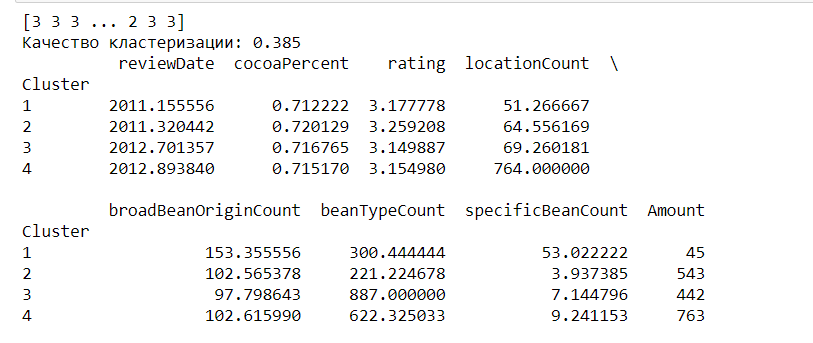 [3 3 3 ... 2 3 3]
Качество кластеризации: 0.385
reviewDate cocoaPercent rating locationCount \
Cluster
1 2011.155556 0.712222 3.177778 51.266667
2 2011.320442 0.720129 3.259208 64.556169
3 2012.701357 0.716765 3.149887 69.260181
4 2012.893840 0.715170 3.154980 764.000000
broadBeanOriginCount beanTypeCount specificBeanCount Amount
Cluster
1 153.355556 300.444444 53.022222 45
2 102.565378 221.224678 3.937385 543
3 97.798643 887.000000 7.144796 442
4 102.615990 622.325033 9.241153 763